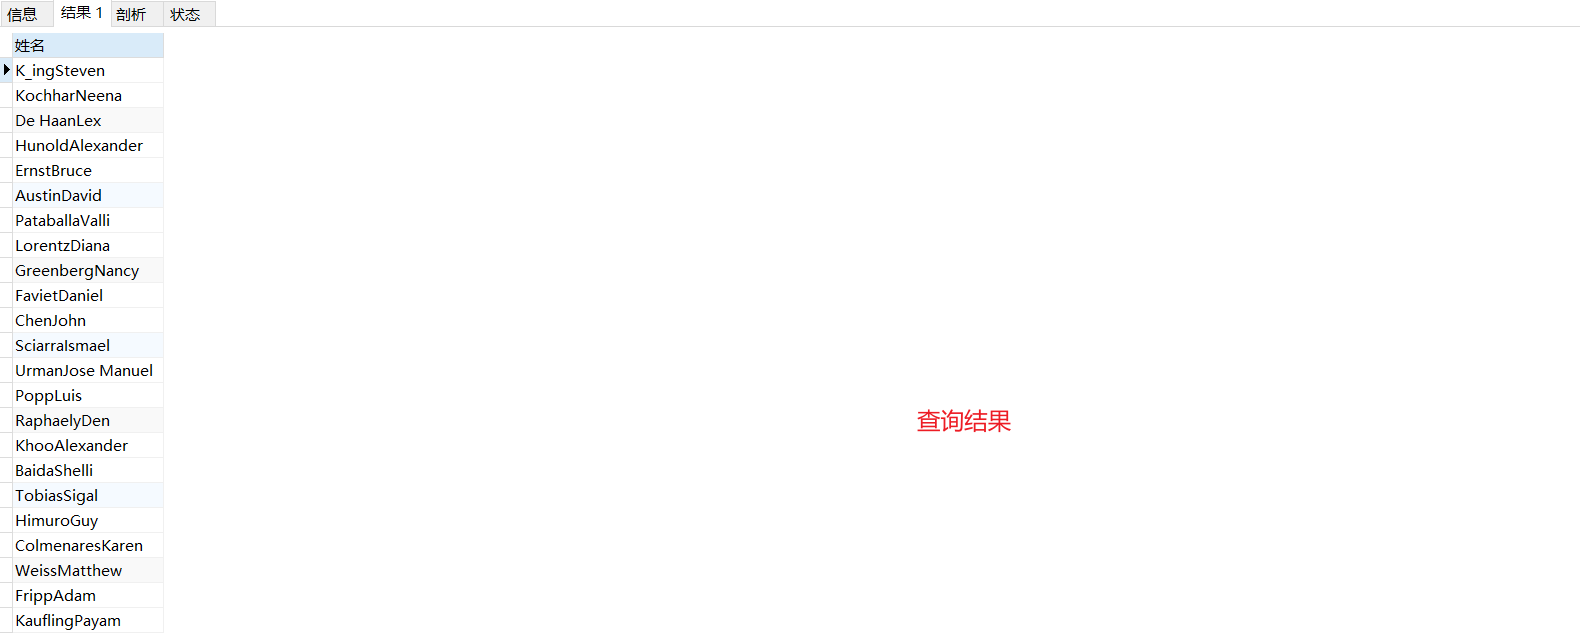 信息 结果 1 剖析 状态
姓名
K_ingSteven
KochharNeena
De HaanLex
HunoldAlexander
ErnstBruce
AustinDavid
PataballaValli
LorentzDiana
GreenbergNancy
FavietDaniel
ChenJohn
SciarraIsmael
UrmanJose Manuel
PoppLuis
RaphaelyDen
查询结果
KhooAlexander
BaidaShelli
TobiasSigal
HimuroGuy
ColmenaresKaren
WeissMatthew
FrippAdam
KauflingPayam